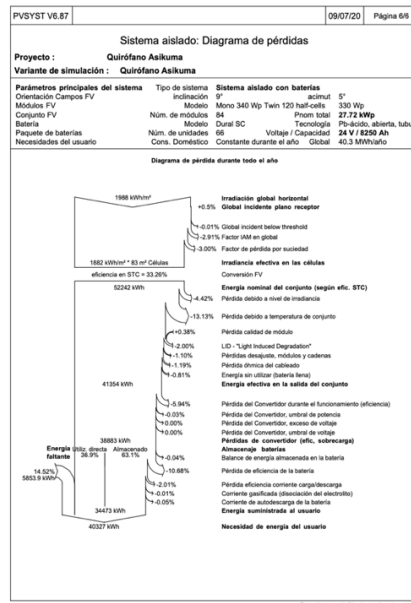 PVSYST V6.87 09/07/20 Página 6/6
Sistema aislado: Diagrama de pérdidas
Proyecto : Quirófano Asikuma
Variante de simulación : Quirófano Asikuma
Parámetros principales del sistema Tipo de sistema Sistema aislado con baterías
Orientación Campos FV inclinación 9° acimut 5°
Módulos FV Modelo Mono 340 Wp Twin 120 half-cells 330 Wp
Conjunto FV Núm. de módulos 84 Pnom total 27.72 kWp
Batería Modelo Dural SC Tecnología Pb-ácido, abierta, tubu
Paquete de baterías Núm. de unidades 66 Voltaje / Capacidad 24 V / 8250 Ah
Necesidades del usuario Cons. Doméstico Constante durante el año Global 40.3 MWh/año
Diagrama de pérdida durante todo el año
1988 kWh/m² Irradiación global horizontal
+0.5% Global incidente plano receptor
-0.01% Global incident below threshold
-2.91% Factor IAM en global
-3.00% Factor de pérdida por suciedad
1882 kWh/m² * 83 m² Células Irradiancia efectiva en las células
eficiencia en STC = 33.26% Conversión FV
52242 kWh Energía nominal del conjunto (según efic. STC)
-4.42% Pérdida debido a nivel de irradiancia
-13.13% Pérdida debido a temperatura de conjunto
+0.38% Pérdida calidad de módulo
-2.00% LID - "Light Induced Degradation"
-1.10% Pérdidas desajuste, módulos y cadenas
-1.19% Pérdida óhmica del cableado
-0.81% Energía sin utilizar (batería llena)
41354 kWh Energía efectiva en la salida del conjunto
-5.94% Pérdida del Convertidor durante el funcionamiento (eficiencia)
-0.03% Pérdida del Convertidor, umbral de potencia
0.00% Pérdida del Convertidor, exceso de voltaje
0.00% Pérdida del Convertidor, umbral de voltaje
38883 kWh Pérdidas de convertidor (efic, sobrecarga)
Energía faltante Utiliz. directa 36.9% Almacenado 63.1% Almacenaje baterías
-0.04% Balance de energía almacenada en la batería
14.52% -10.88% Pérdida de eficiencia de la batería
5853.9 kWh
-2.01% Pérdida eficiencia corriente carga/descarga
-0.01% Corriente gasificada (disociación del electrolito)
-0.05% Corriente de autodescarga de la batería
34473 kWh Energía suministrada al usuario
40327 kWh Necesidad de energía del usuario